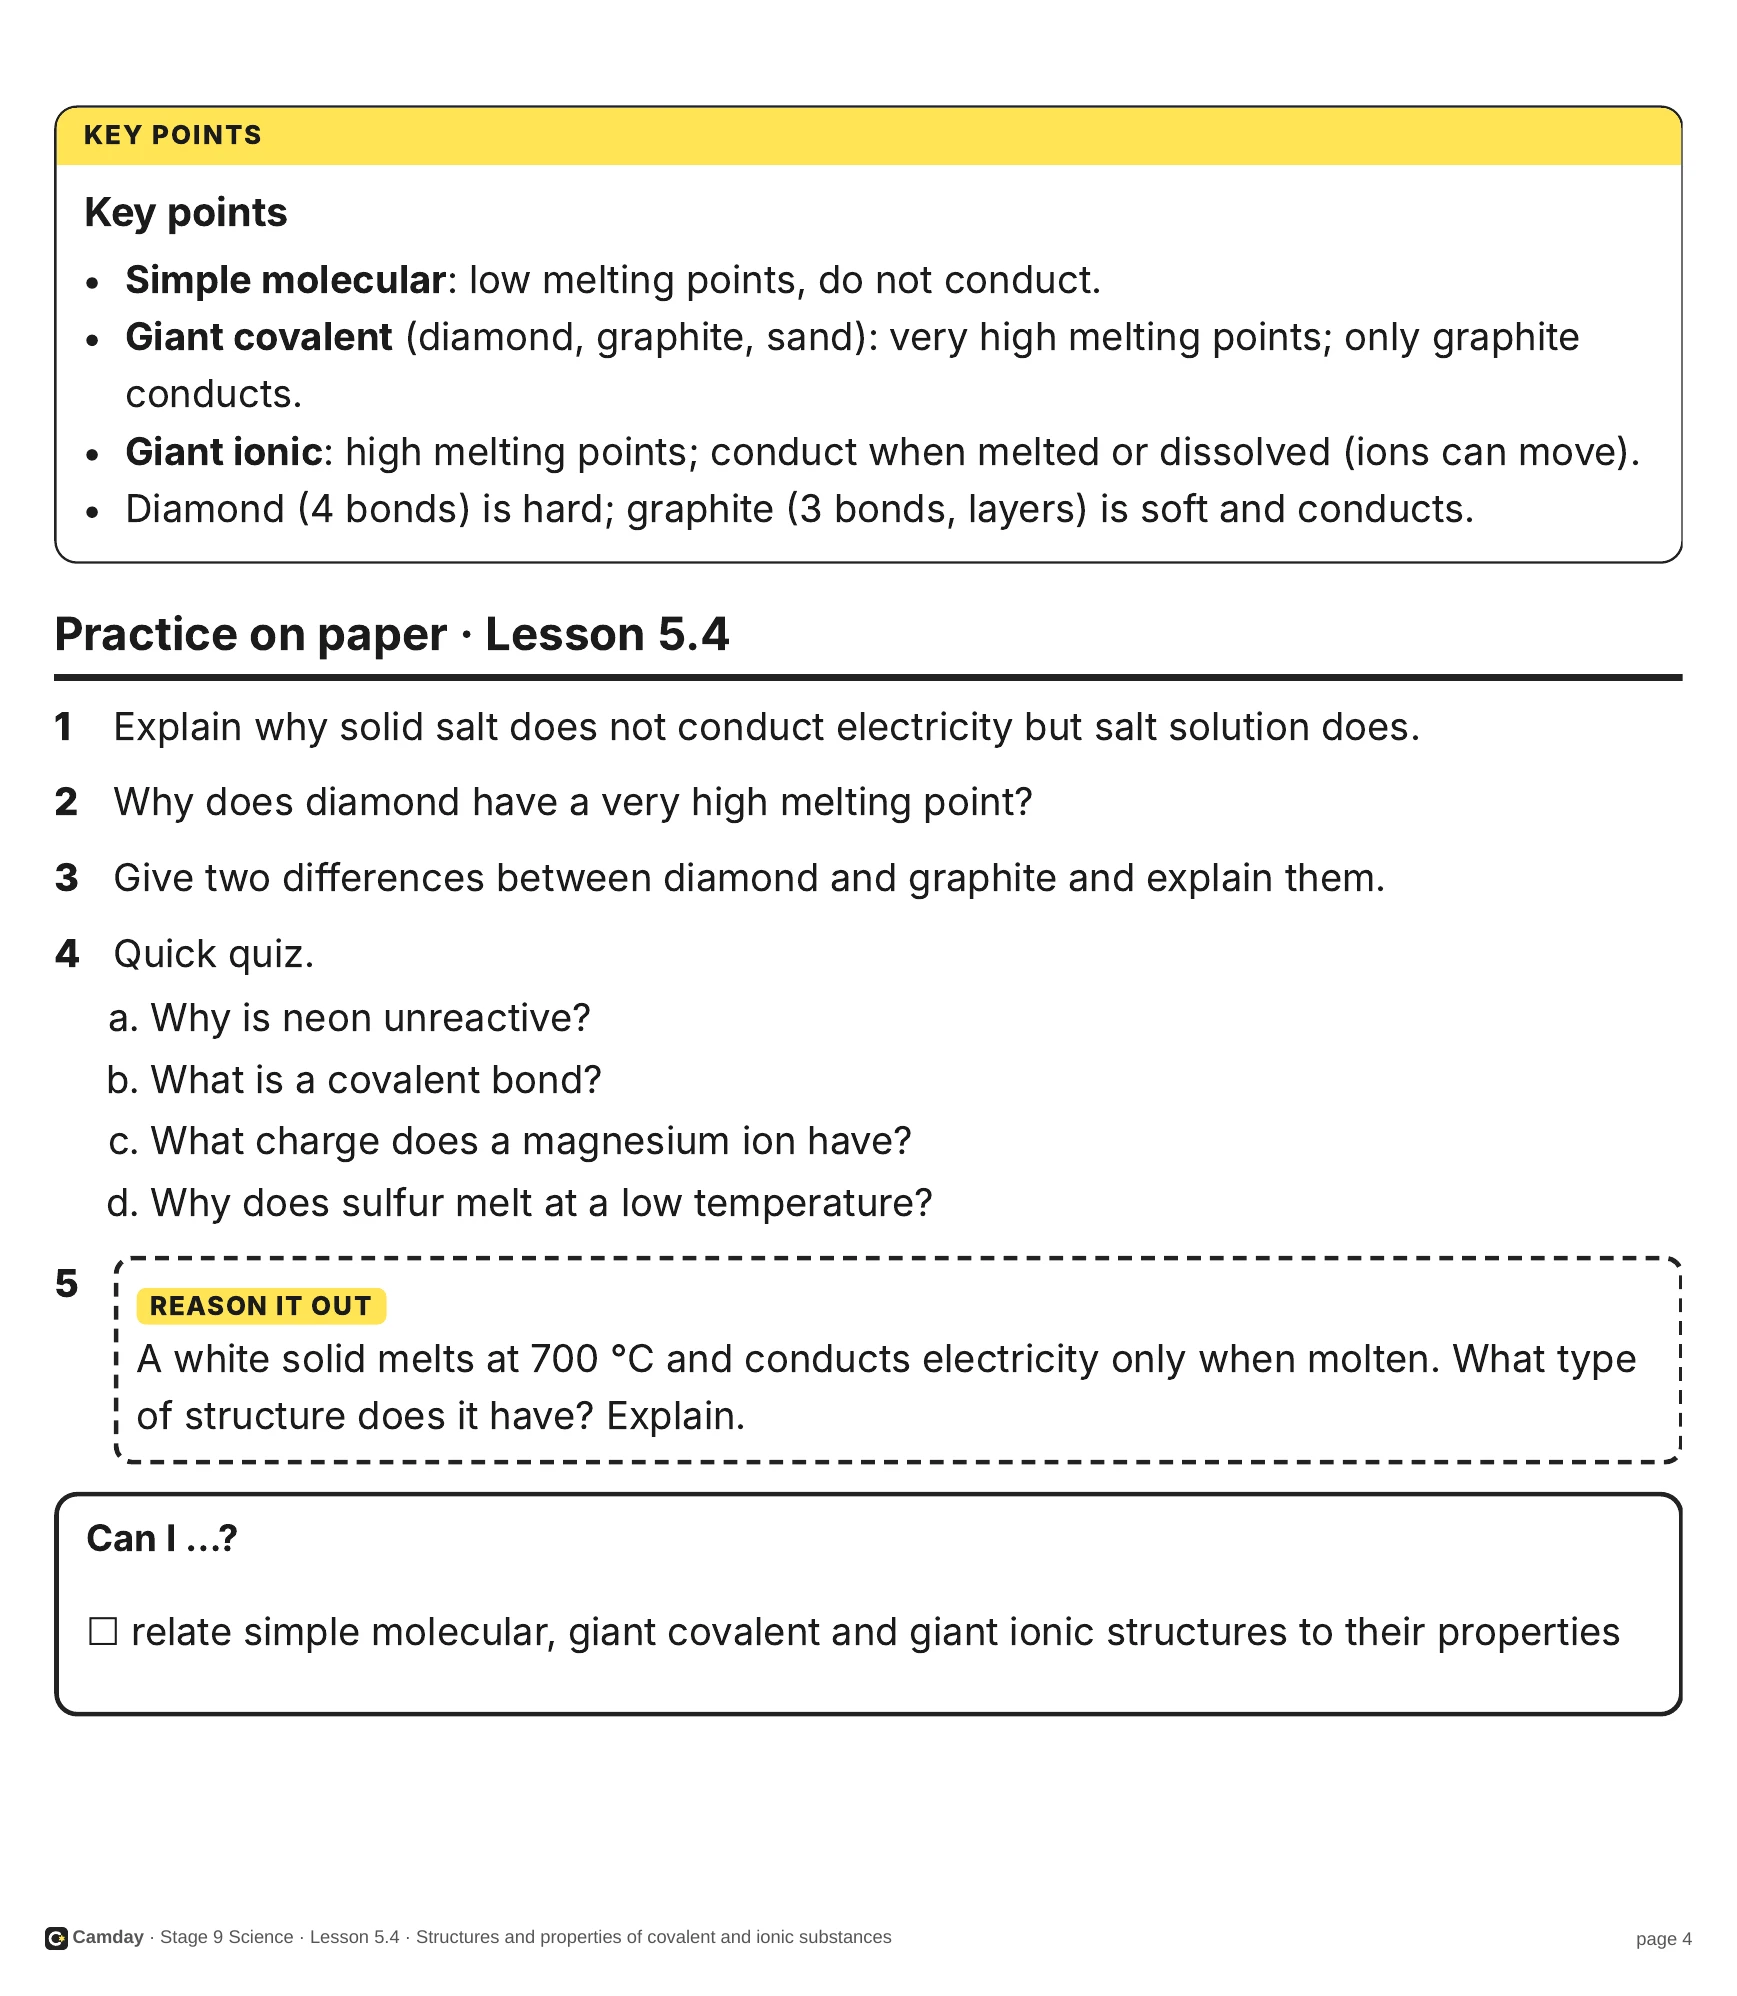 KEY POINTS
Key points
• Simple molecular: low melting points, do not conduct.
• Giant covalent (diamond, graphite, sand): very high melting points; only graphite
conducts.
• Giant ionic: high melting points; conduct when melted or dissolved (ions can move).
• Diamond (4 bonds) is hard; graphite (3 bonds, layers) is soft and conducts.
Practice on paper · Lesson 5.4
1 Explain why solid salt does not conduct electricity but salt solution does.
2 Why does diamond have a very high melting point?
3 Give two differences between diamond and graphite and explain them.
4 Quick quiz.
a. Why is neon unreactive?
b. What is a covalent bond?
c. What charge does a magnesium ion have?
d. Why does sulfur melt at a low temperature?
5
REASON IT OUT
A white solid melts at 700 °C and conducts electricity only when molten. What type
of structure does it have? Explain.
Can I ...?
☐ relate simple molecular, giant covalent and giant ionic structures to their properties
C Camday · Stage 9 Science · Lesson 5.4 · Structures and properties of covalent and ionic substances
page 4